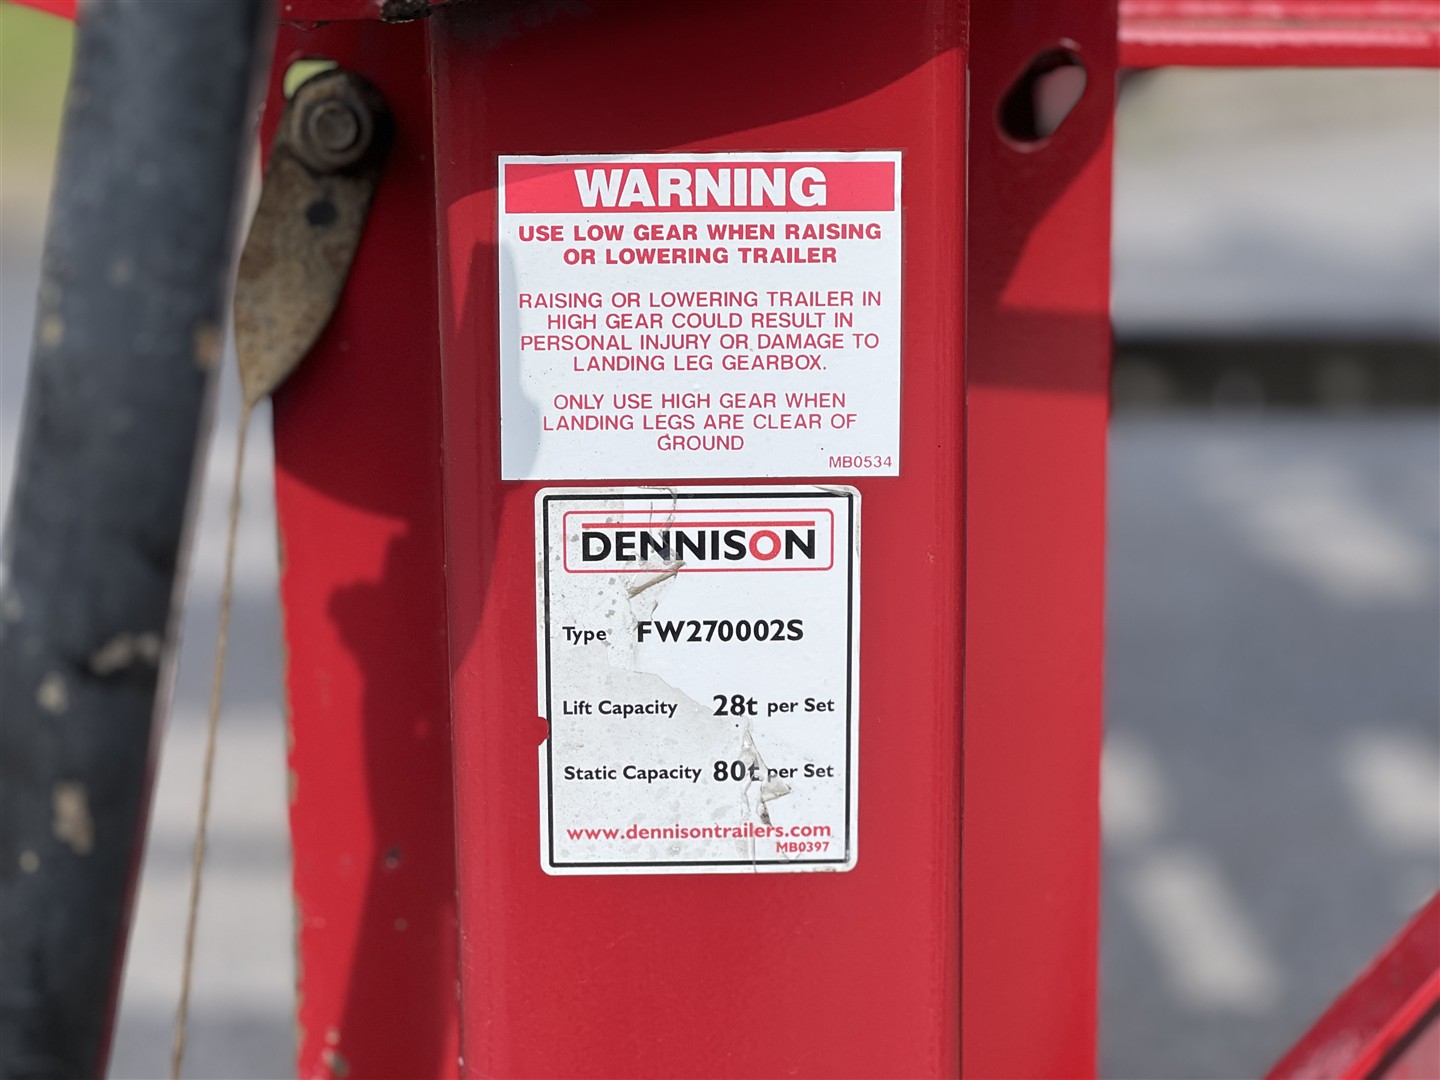 WARNING
USE LOW GEAR WHEN RAISING
OR LOWERING TRAILER
RAISING OR LOWERING TRAILER IN
HIGH GEAR COULD RESULT IN
PERSONAL INJURY OR DAMAGE TO
LANDING LEG GEARBOX.
ONLY USE HIGH GEAR WHEN
LANDING LEGS ARE CLEAR OF
GROUND
MB0534
DENNISON
Type FW270002S
Lift Capacity 28t per Set
Static Capacity 80t per Set
www.dennisontrailers.com
MB0397